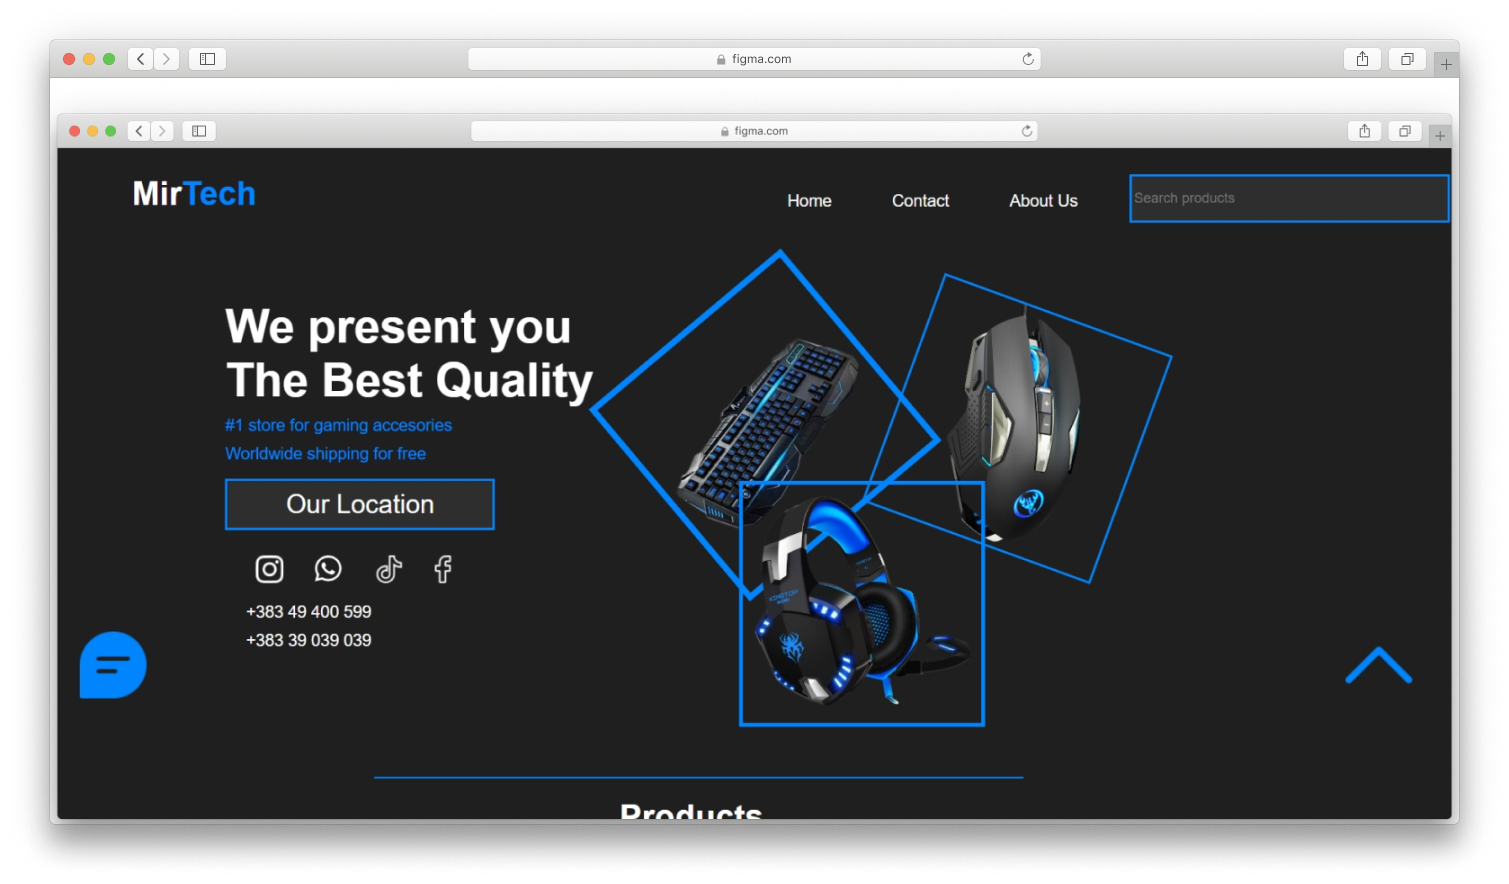 figma.com
figma.com
MirTech
Home Contact About Us Search products
We present you
The Best Quality
#1 store for gaming accesories
Worldwide shipping for free
Our Location
+383 49 400 599
+383 39 039 039
Products